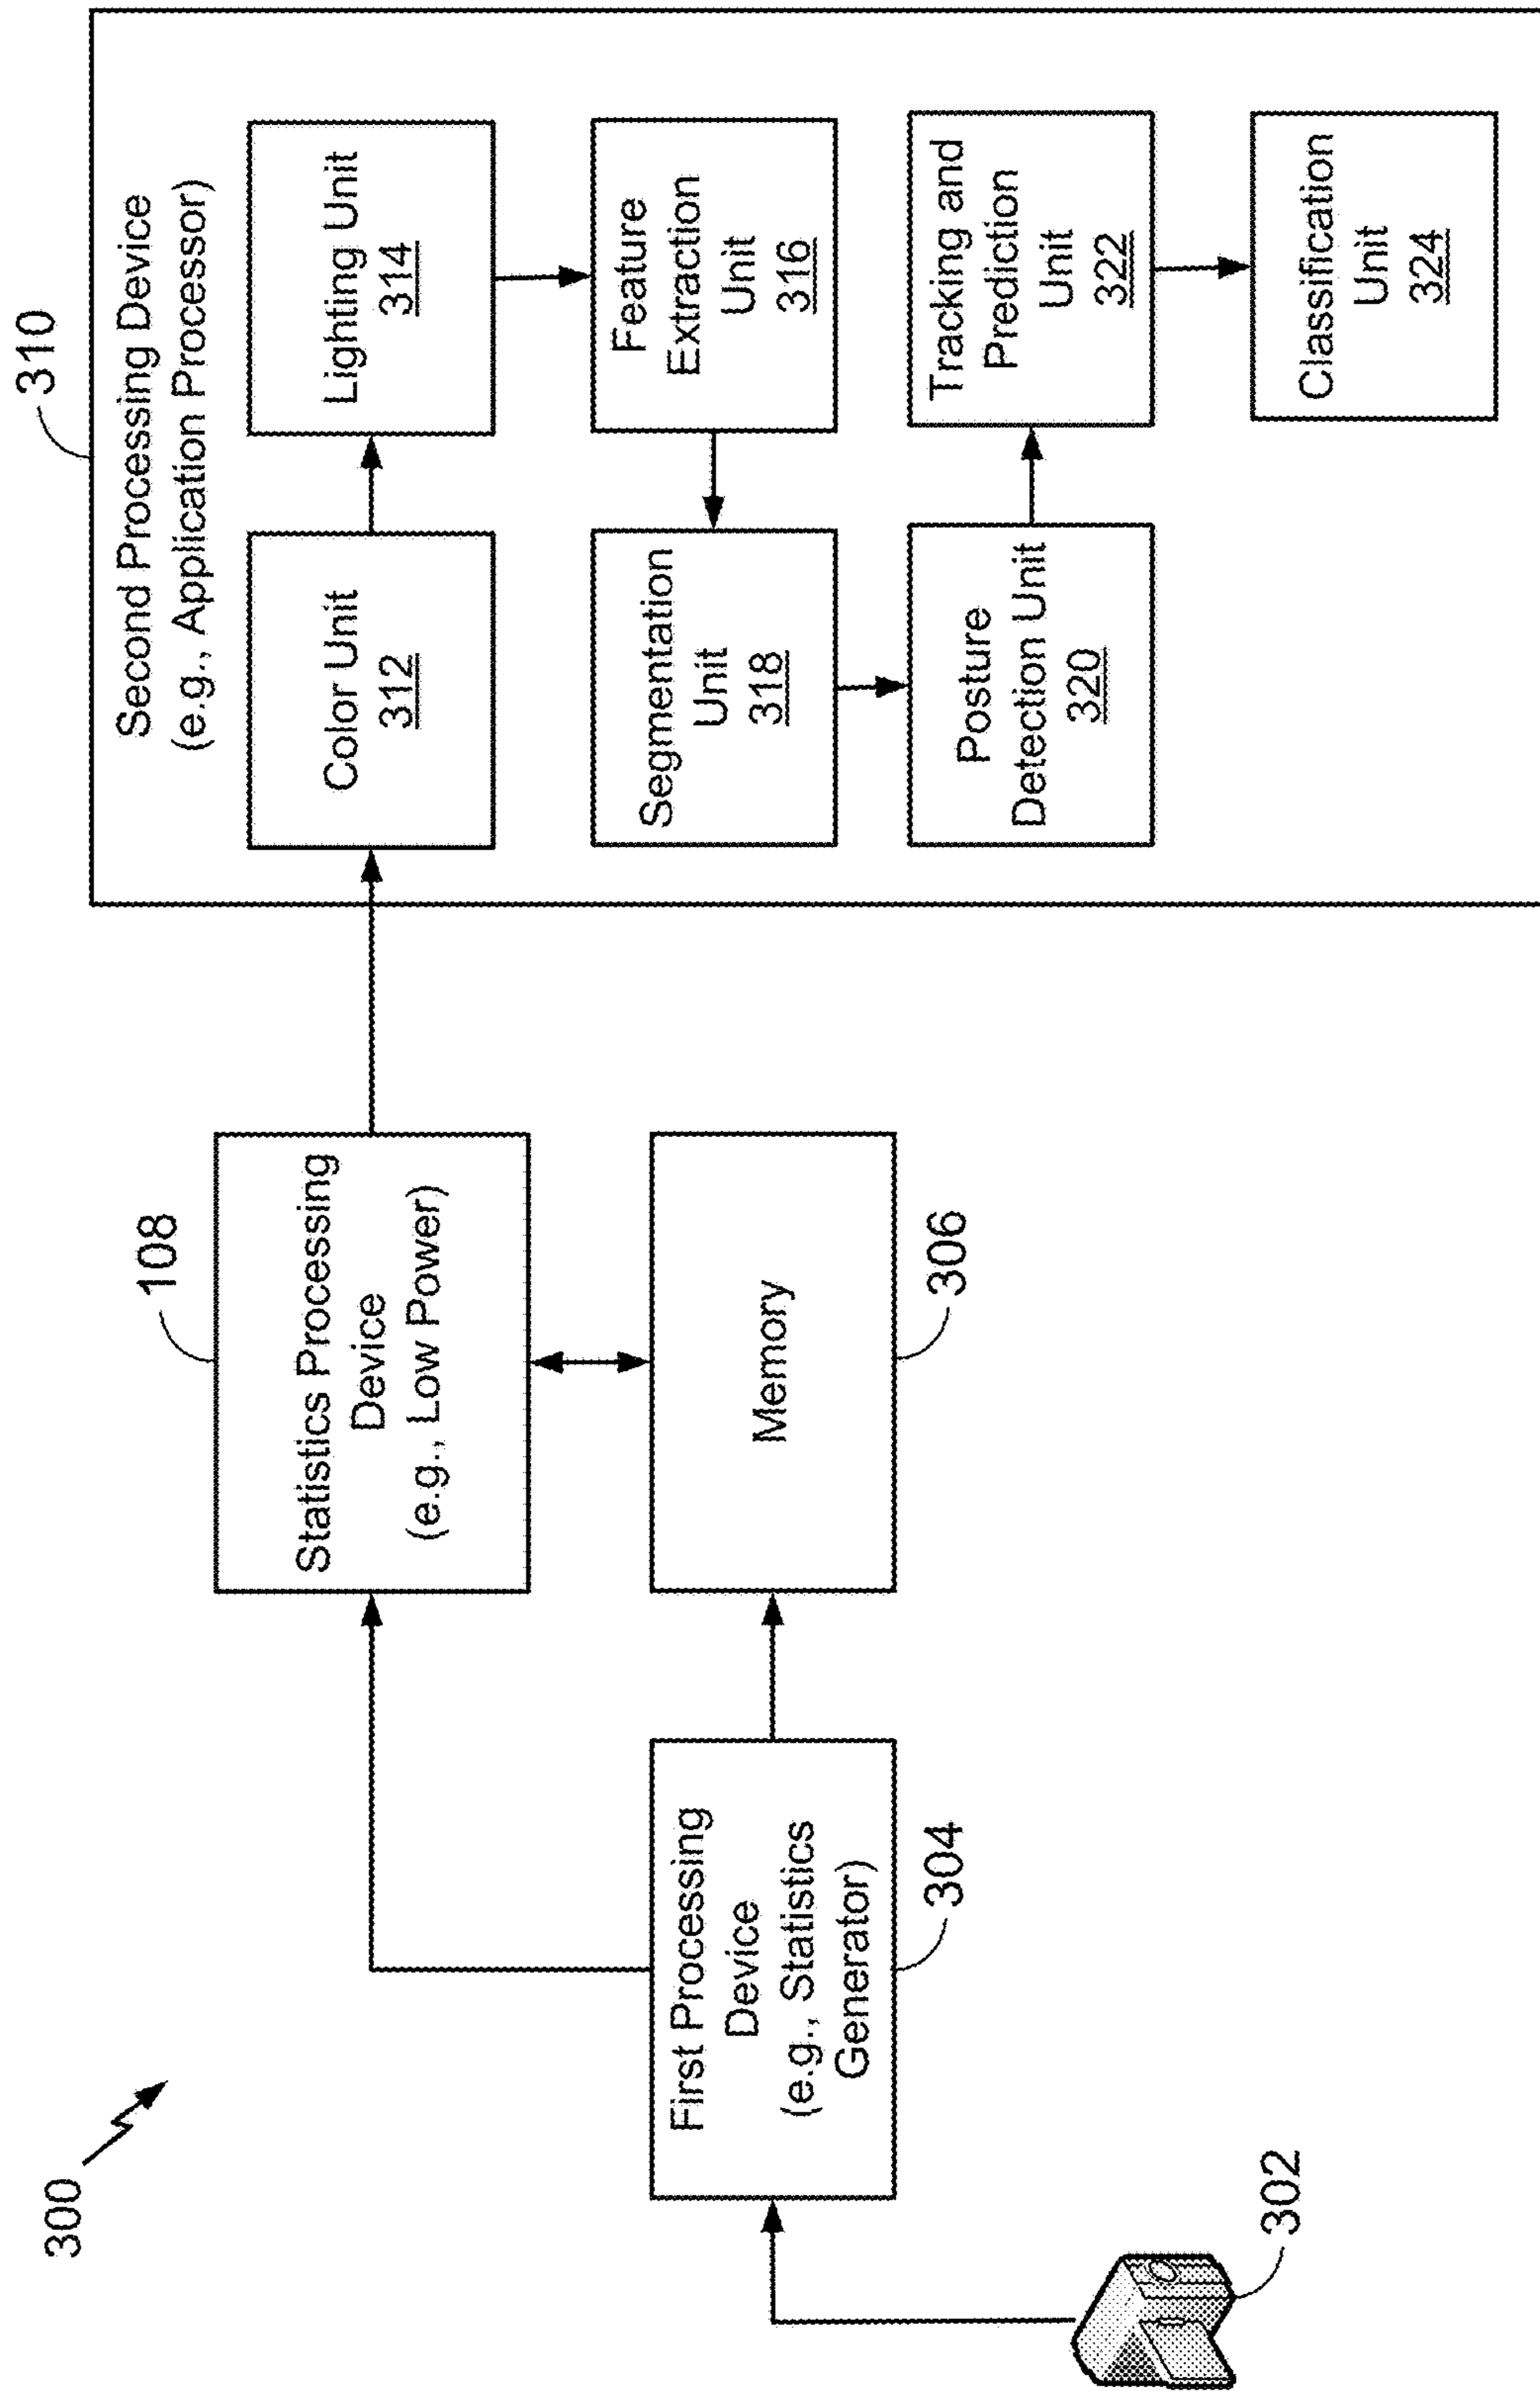 300
302
First Processing
Device
(e.g., Statistics
Generator)
304
Statistics Processing
Device
(e.g., Low Power)
108
Memory
306
310
Second Processing Device
(e.g., Application Processor)
Color Unit
312
Lighting Unit
314
Feature
Extraction
Unit
316
Segmentation
Unit
318
Posture
Detection Unit
320
Tracking and
Prediction
Unit
322
Classification
Unit
324